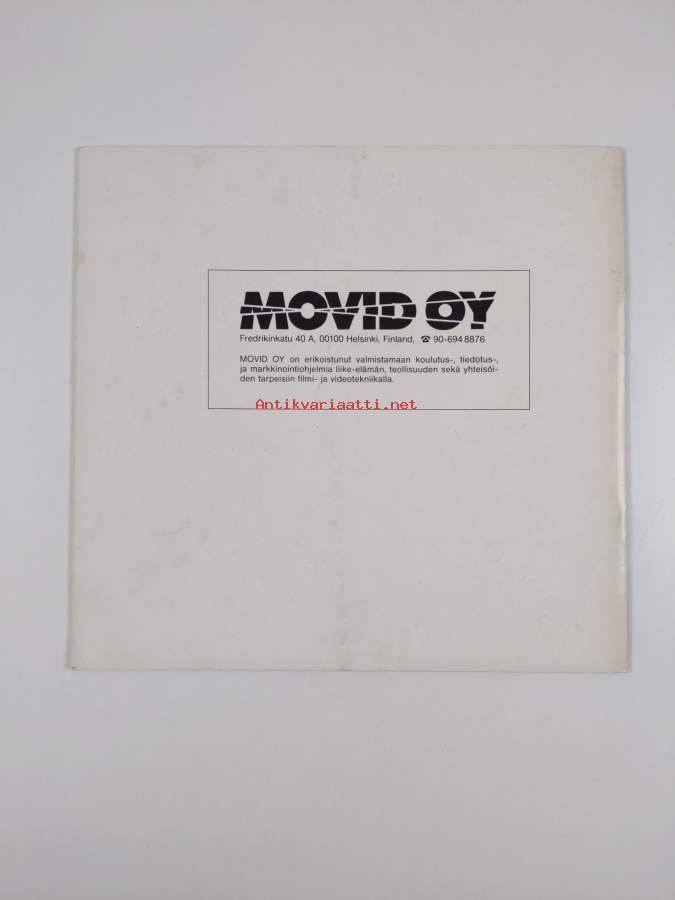 MOVID OY
Fredrikinkatu 40 A, 00100 Helsinki, Finland, ☎ 90-694 8876
MOVID OY on erikoistunut valmistamaan koulutus-, tiedotus-,
ja markkinointiohjelmia liike-elämän, teollisuuden sekä yhteisöi-
den tarpeisiin filmi- ja videotekniikalla.
Antikvariaatti.net